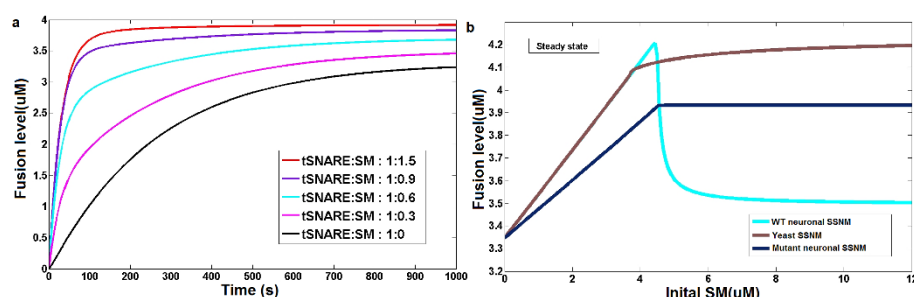 a
Fusion level(uM)
4
3.5
3
2.5
2
1.5
1
0.5
0
tSNARE:SM : 1:1.5
tSNARE:SM : 1:0.9
tSNARE:SM : 1:0.6
tSNARE:SM : 1:0.3
tSNARE:SM : 1:0
0 100 200 300 400 500 600 700 800 900 1000
Time (s)
b
Steady state
Fusion level(uM)
4.2
4.1
4
3.9
3.8
3.7
3.6
3.5
3.4
3.3
3.2
WT neuronal SSNM
Yeast SSNM
Mutant neuronal SSNM
0 2 4 6 8 10 12
Inital SM(uM)